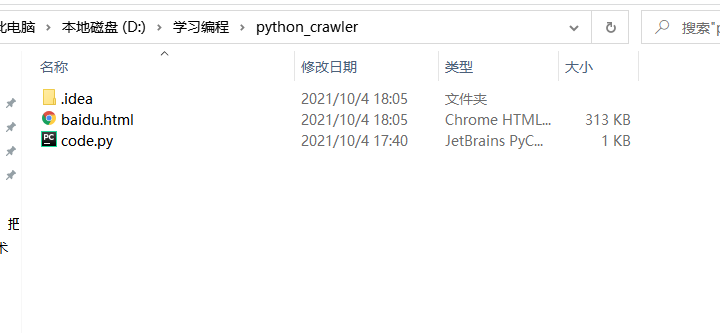 此电脑 › 本地磁盘 (D:) › 学习编程 › python_crawler 搜索"p
名称 修改日期 类型 大小
.idea 2021/10/4 18:05 文件夹
baidu.html 2021/10/4 18:05 Chrome HTML... 313 KB
code.py 2021/10/4 17:40 JetBrains PyC... 1 KB
把
术